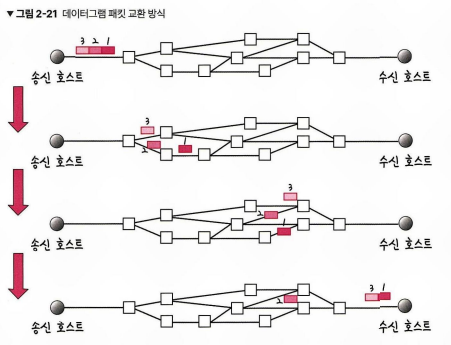 ▼ 그림 2-21 데이터그램 패킷 교환 방식
3 2 1
송신 호스트 수신 호스트
3
2 1
송신 호스트 수신 호스트
3
2
1
송신 호스트 수신 호스트
3 1
2
송신 호스트 수신 호스트